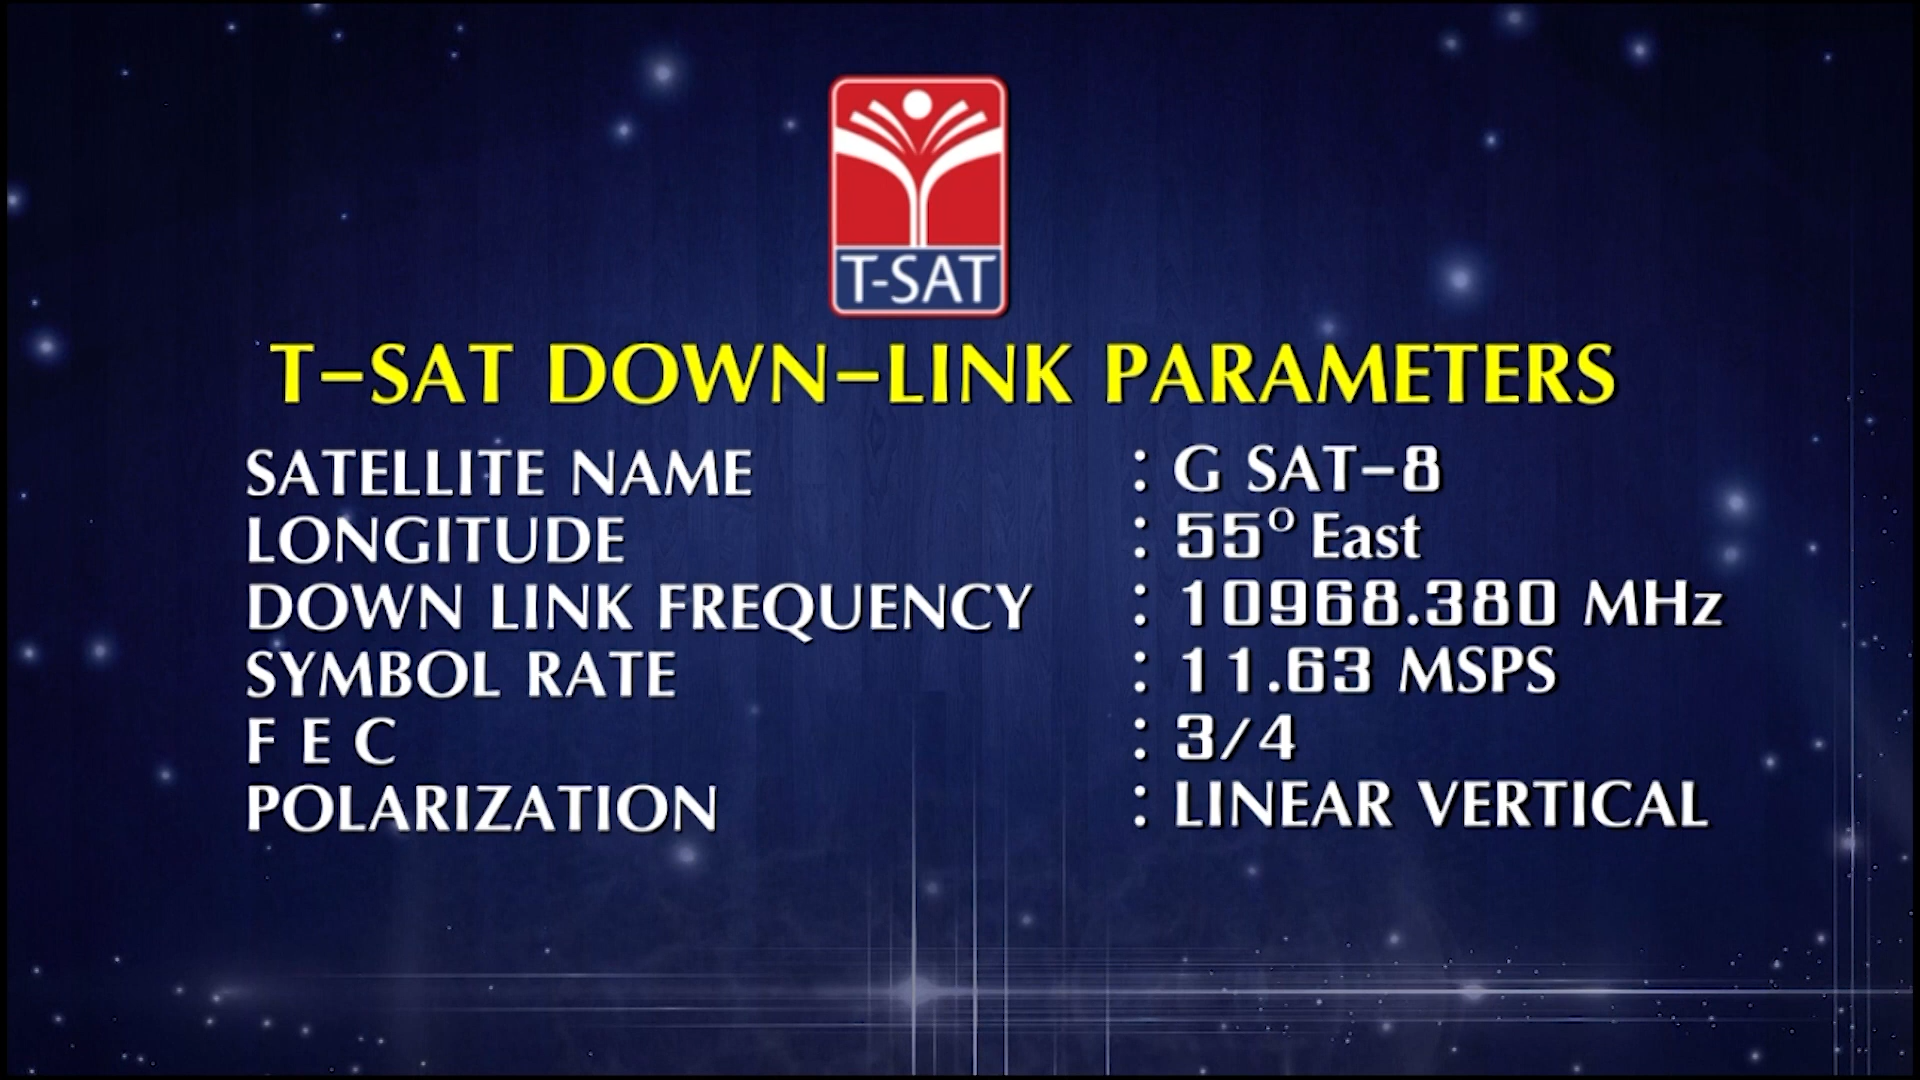 T-SAT
T-SAT DOWN-LINK PARAMETERS
SATELLITE NAME : G SAT-8
LONGITUDE : 55° East
DOWN LINK FREQUENCY : 10968.380 MHz
SYMBOL RATE : 11.63 MSPS
F E C : 3/4
POLARIZATION : LINEAR VERTICAL